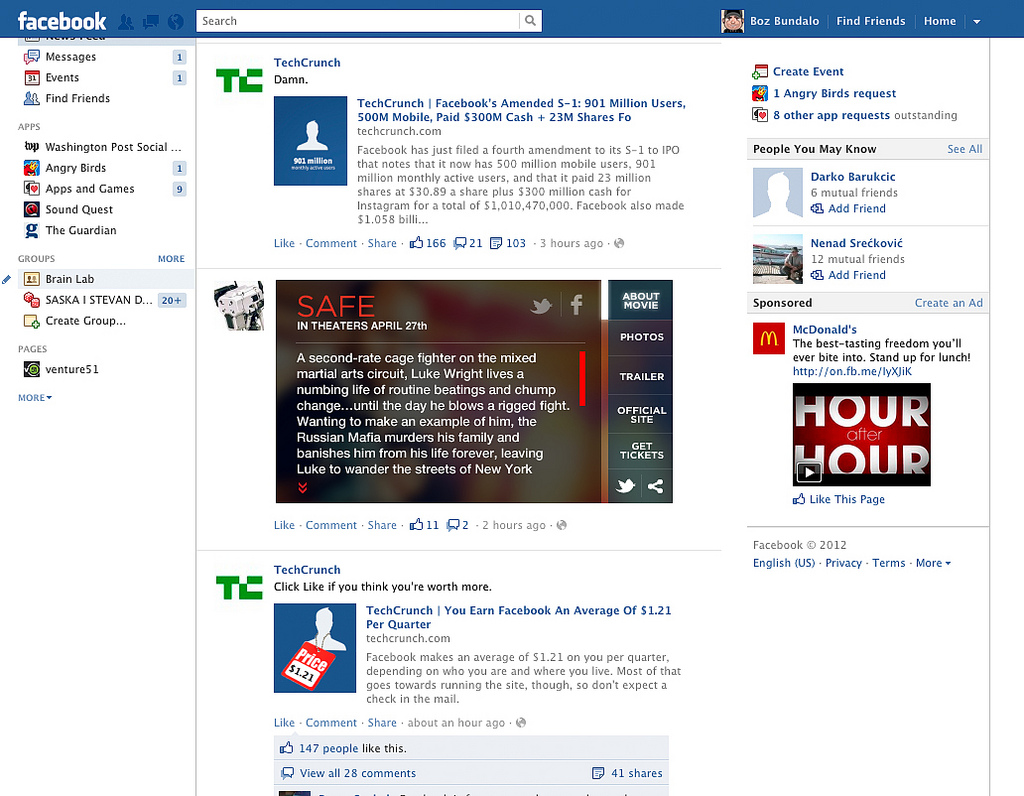 facebook
Search
Boz Bundalo
Find Friends
Home
News Feed
Messages 1
Events 1
Find Friends
APPS
Washington Post Social ...
Angry Birds 1
Apps and Games 9
Sound Quest
The Guardian
GROUPS MORE
Brain Lab
SASKA I STEVAN D... 20+
Create Group...
PAGES
venture51
MORE
TechCrunch
Damn.
901 million
monthly active users
TechCrunch | Facebook's Amended S-1: 901 Million Users,
500M Mobile, Paid $300M Cash + 23M Shares Fo
techcrunch.com
Facebook has just filed a fourth amendment to its S-1 to IPO
that notes that it now has 500 million mobile users, 901
million monthly active users, and that it paid 23 million
shares at $30.89 a share plus $300 million cash for
Instagram for a total of $1,010,470,000. Facebook also made
$1.058 billi...
Like · Comment · Share · 166 21 103 · 3 hours ago ·
SAFE
IN THEATERS APRIL 27th
A second-rate cage fighter on the mixed
martial arts circuit, Luke Wright lives a
numbing life of routine beatings and chump
change...until the day he blows a rigged fight.
Wanting to make an example of him, the
Russian Mafia murders his family and
banishes him from his life forever, leaving
Luke to wander the streets of New York
ABOUT
MOVIE
PHOTOS
TRAILER
OFFICIAL
SITE
GET
TICKETS
Like · Comment · Share · 11 2 · 2 hours ago ·
TechCrunch
Click Like if you think you're worth more.
Price
$1.21
TechCrunch | You Earn Facebook An Average Of $1.21
Per Quarter
techcrunch.com
Facebook makes an average of $1.21 on you per quarter,
depending on who you are and where you live. Most of that
goes towards running the site, though, so don't expect a
check in the mail.
Like · Comment · Share · about an hour ago ·
147 people like this.
View all 28 comments 41 shares
Create Event
1 Angry Birds request
8 other app requests outstanding
People You May Know See All
Darko Barukcic
6 mutual friends
Add Friend
Nenad Srećković
12 mutual friends
Add Friend
Sponsored Create an Ad
McDonald's
The best-tasting freedom you'll
ever bite into. Stand up for lunch!
http://on.fb.me/IyXJiK
HOUR
after
HOUR
Like This Page
Facebook © 2012
English (US) · Privacy · Terms · More